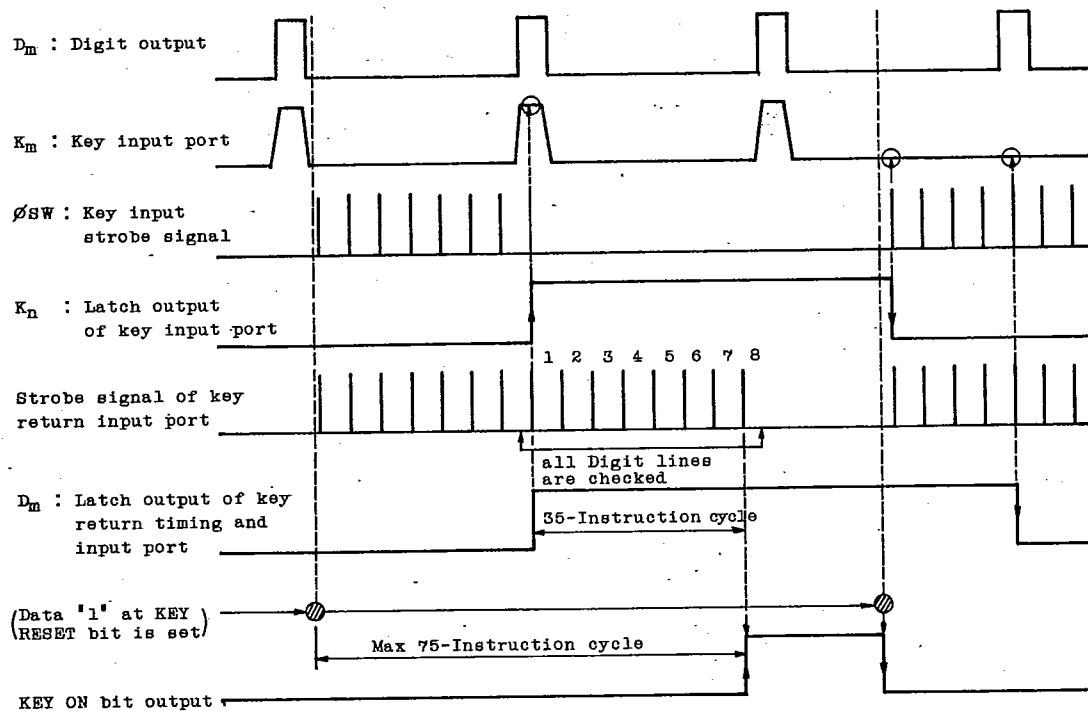 Dm : Digit output
Km : Key input port
ØSW : Key input
strobe signal
Kn : Latch output
of key input port
1 2 3 4 5 6 7 8
Strobe signal of key
return input port
all Digit lines
are checked
Dm : Latch output of key
return timing and
input port
35-Instruction cycle
(Data "1" at KEY
RESET bit is set)
Max 75-Instruction cycle
KEY ON bit output